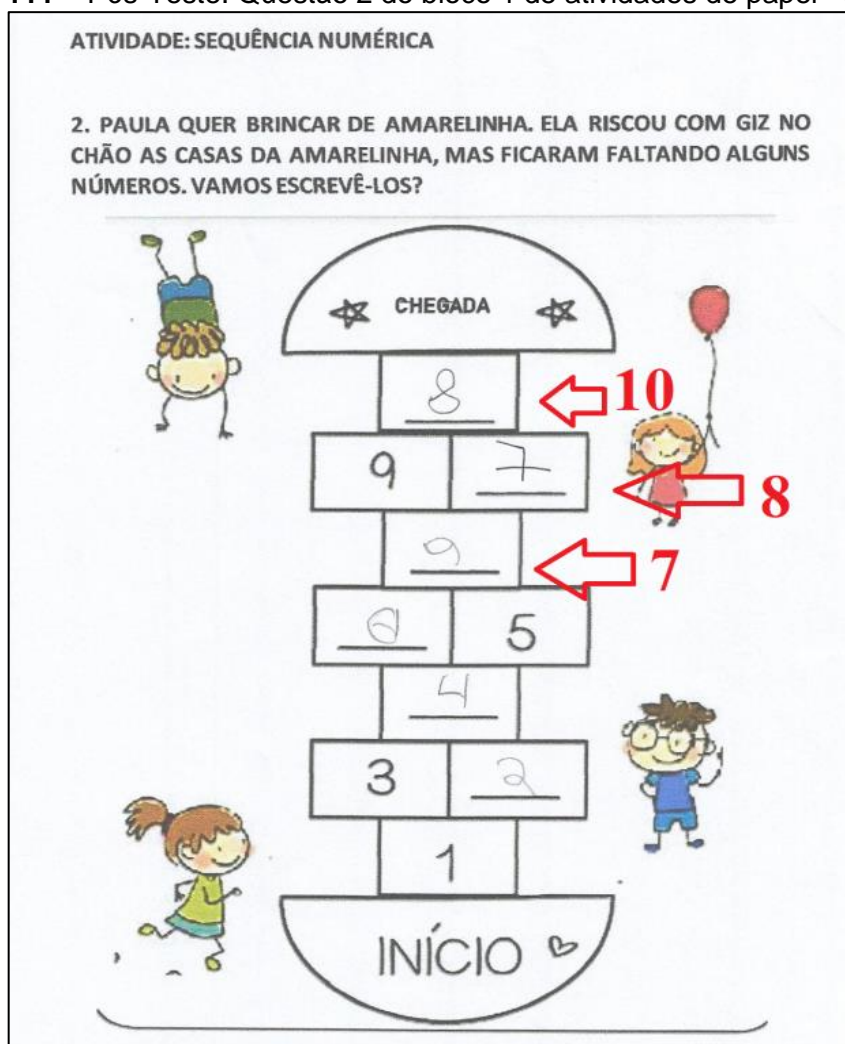 Pós-Teste: Questão 2 do bloco 1 de atividades de papel
ATIVIDADE: SEQUÊNCIA NUMÉRICA
2. PAULA QUER BRINCAR DE AMARELINHA. ELA RISCOU COM GIZ NO
CHÃO AS CASAS DA AMARELINHA, MAS FICARAM FALTANDO ALGUNS
NÚMEROS. VAMOS ESCREVÊ-LOS?
CHEGADA
8 10
9 7 8
9 7
5
4
3 2
1
INÍCIO